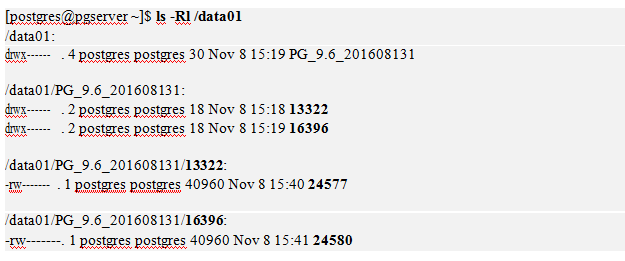 [postgres@pgserver ~]$ ls -Rl /data01
/data01:
drwx------ . 4 postgres postgres 30 Nov 8 15:19 PG_9.6_201608131
/data01/PG_9.6_201608131:
drwx------ . 2 postgres postgres 18 Nov 8 15:18 13322
drwx------ . 2 postgres postgres 18 Nov 8 15:19 16396
/data01/PG_9.6_201608131/13322:
-rw------- . 1 postgres postgres 40960 Nov 8 15:40 24577
/data01/PG_9.6_201608131/16396:
-rw-------. 1 postgres postgres 40960 Nov 8 15:41 24580